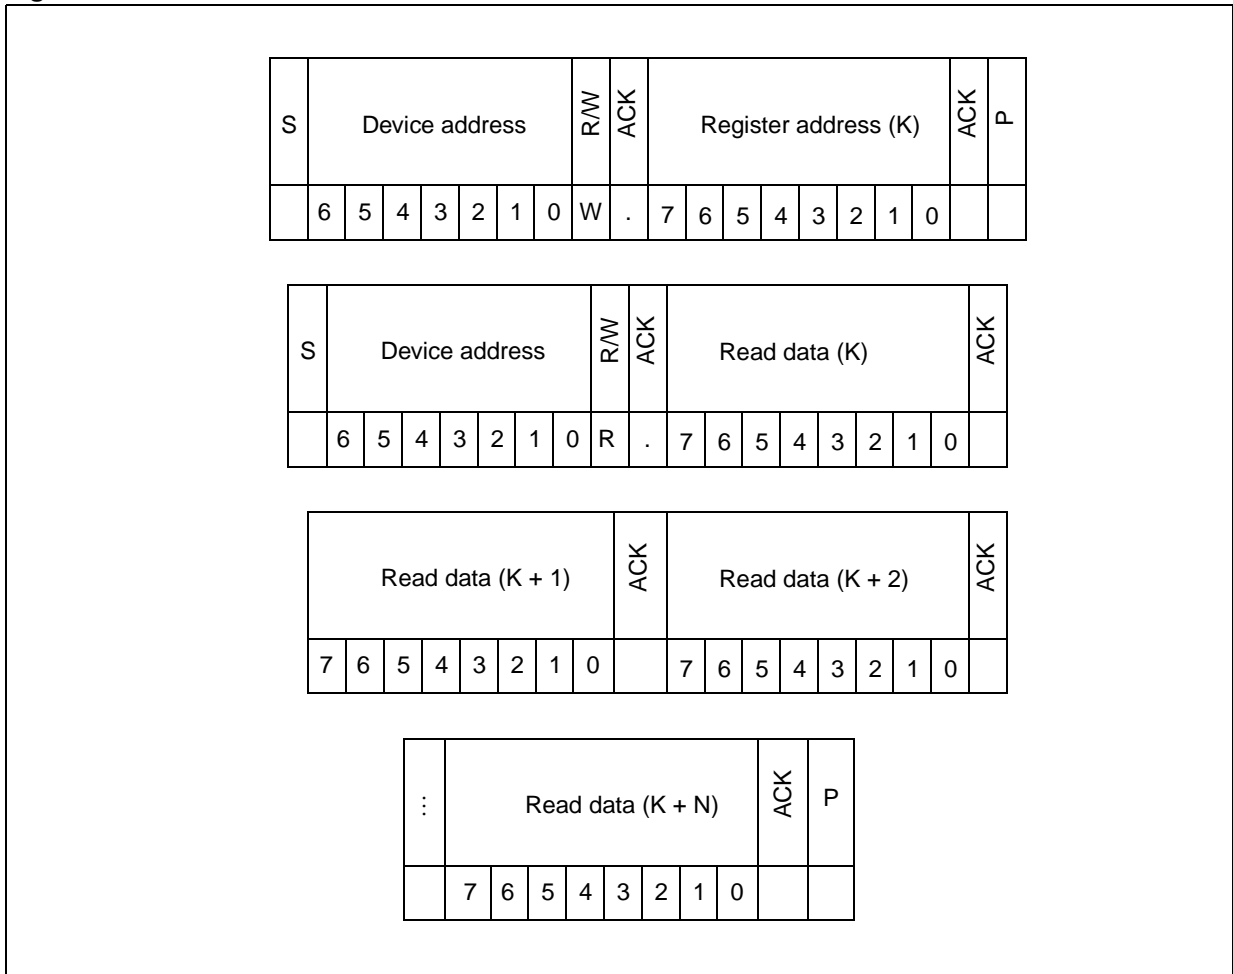 S Device address R/W ACK Register address (K) ACK P
6 5 4 3 2 1 0 W . 7 6 5 4 3 2 1 0
S Device address R/W ACK Read data (K) ACK
6 5 4 3 2 1 0 R . 7 6 5 4 3 2 1 0
Read data (K + 1) ACK Read data (K + 2) ACK
7 6 5 4 3 2 1 0 7 6 5 4 3 2 1 0
... Read data (K + N) ACK P
7 6 5 4 3 2 1 0